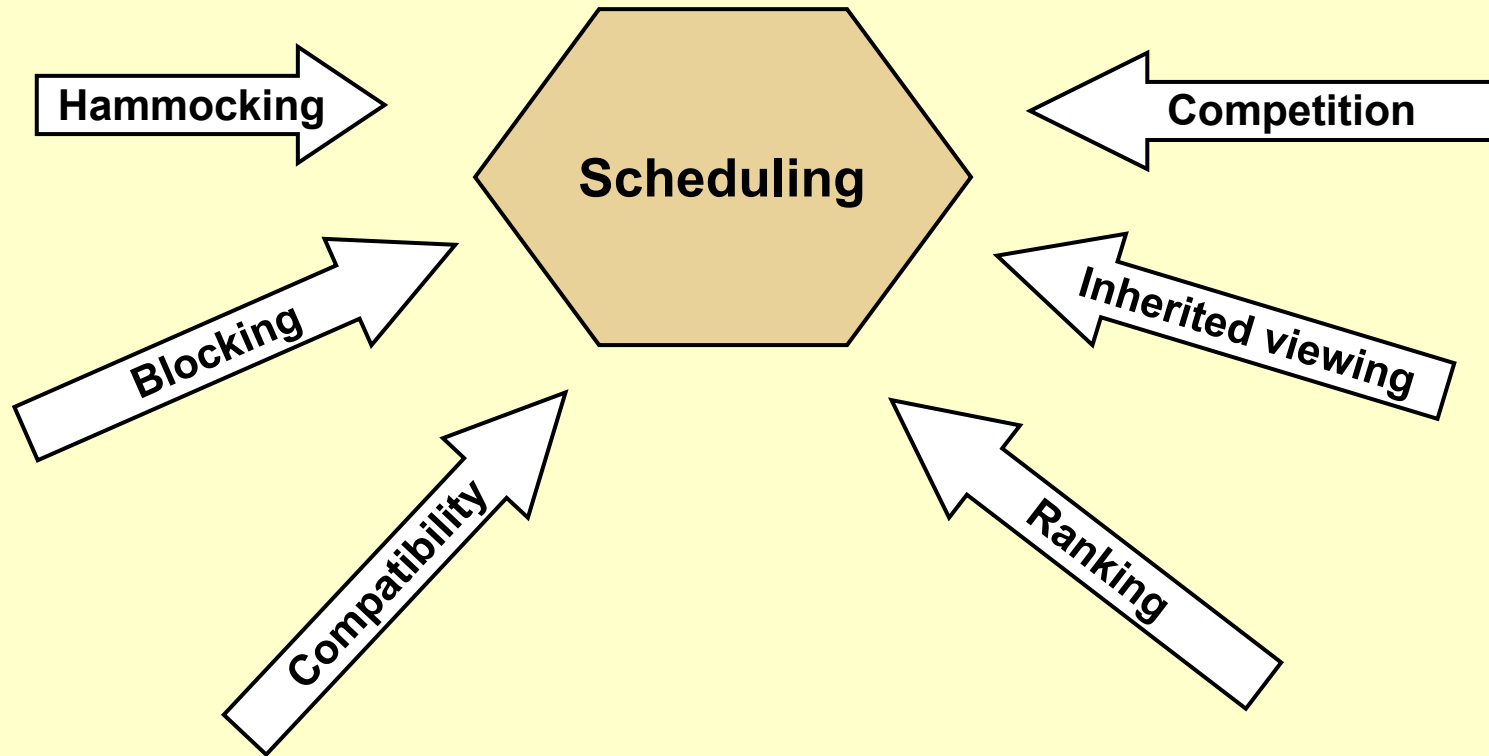 Hammocking
Competition
Scheduling
Blocking
Inherited viewing
Compatibility
Ranking